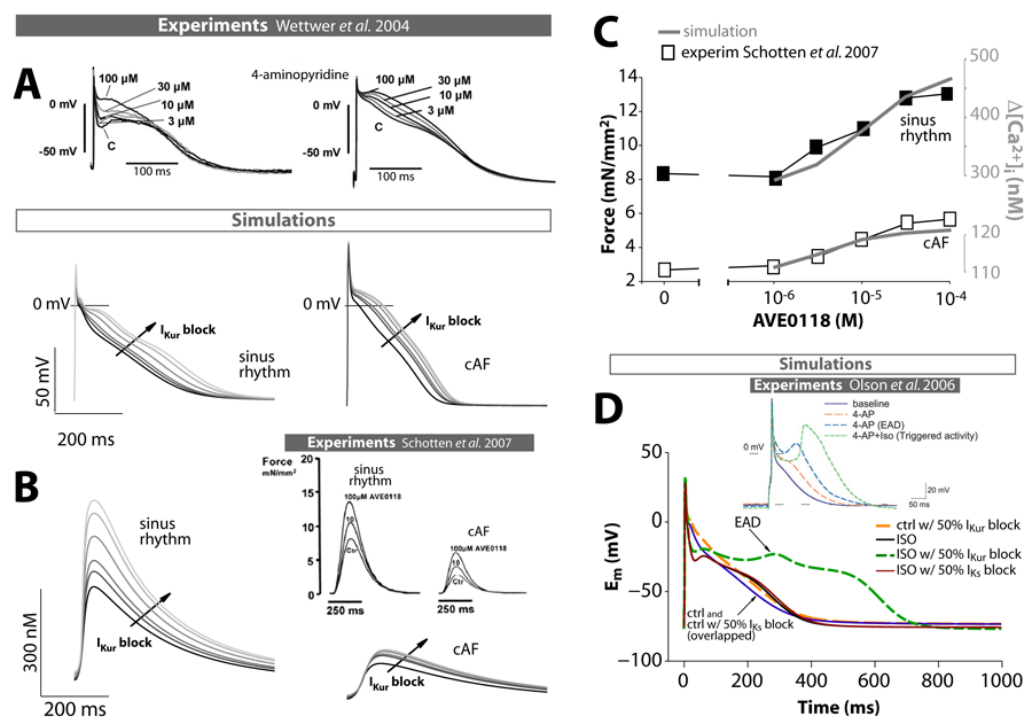 Experiments Wettwer et al. 2004
A
4-aminopyridine
100 µM
30 µM
10 µM
3 µM
C
0 mV
-50 mV
100 ms
100 µM
30 µM
10 µM
3 µM
C
0 mV
-50 mV
100 ms
Simulations
0 mV
IKur block
sinus
rhythm
50 mV
200 ms
0 mV
IKur block
cAF
B
sinus
rhythm
IKur block
300 nM
200 ms
Experiments Schotten et al. 2007
Force
mN/mm²
sinus
rhythm
20
15
10
5
0
100µM AVE0118
10
Ctr
250 ms
cAF
100µM AVE0118
10
Ctr
250 ms
cAF
IKur block
C
simulation
experim Schotten et al. 2007
Force (mN/mm²)
14
12
10
8
6
4
2
sinus
rhythm
cAF
Δ[Ca²⁺]i (nM)
500
400
300
120
110
0
10⁻⁶
10⁻⁵
10⁻⁴
AVE0118 (M)
Simulations
Experiments Olson et al. 2006
D
baseline
4-AP
4-AP (EAD)
4-AP+Iso (Triggered activity)
0 mV
20 mV
50 ms
Em (mV)
50
0
−50
−100
EAD
ctrl w/ 50% IKur block
ISO
ISO w/ 50% IKur block
ISO w/ 50% IKs block
ctrl and
ctrl w/ 50% IKs block
(overlapped)
0
200
400
600
800
1000
Time (ms)